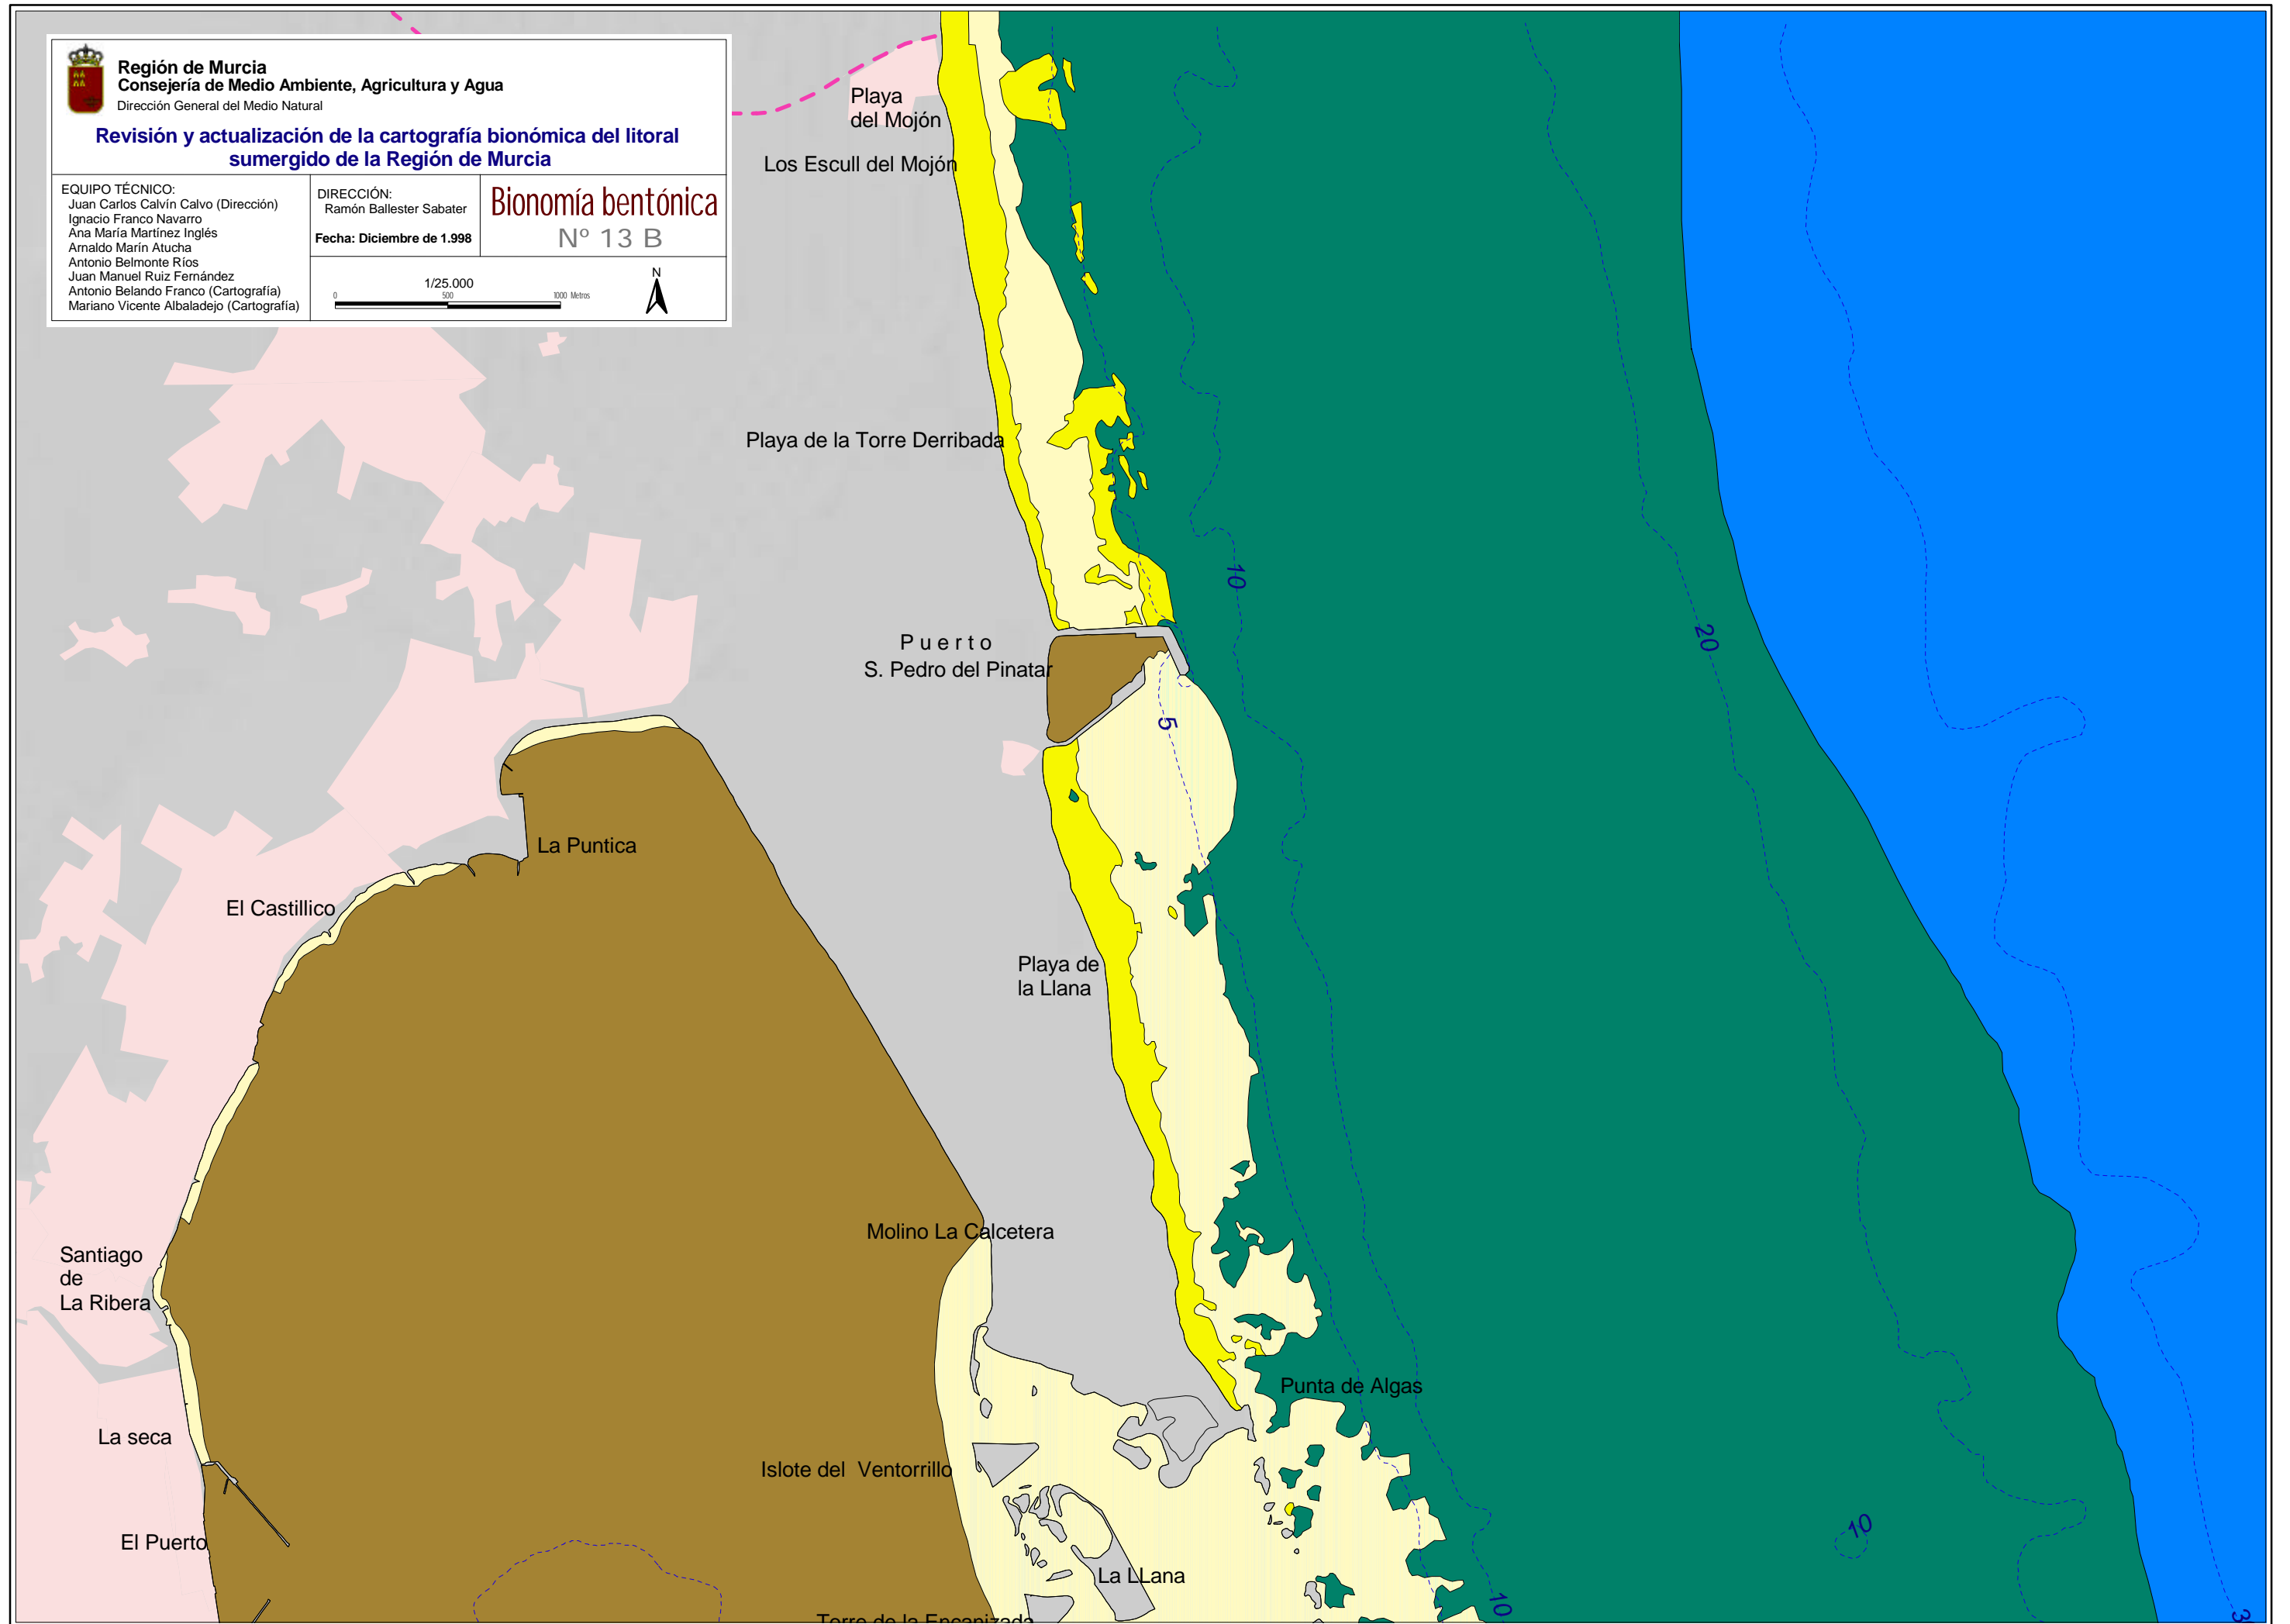 Región de Murcia
Consejería de Medio Ambiente, Agricultura y Agua
Dirección General del Medio Natural
Revisión y actualización de la cartografía bionómica del litoral
sumergido de la Región de Murcia
EQUIPO TÉCNICO:
Juan Carlos Calvín Calvo (Dirección)
Ignacio Franco Navarro
Ana María Martínez Inglés
Arnaldo Marín Atucha
Antonio Belmonte Ríos
Juan Manuel Ruiz Fernández
Antonio Belando Franco (Cartografía)
Mariano Vicente Albaladejo (Cartografía)
DIRECCIÓN:
Ramón Ballester Sabater
Fecha: Diciembre de 1.998
Bionomía bentónica
Nº 13 B
1/25.000
0 500 1000 Metros
N
Playa
del Mojón
Los Escull del Mojón
Playa de la Torre Derribada
10
20
Puerto
S. Pedro del Pinatar
5
La Puntica
El Castillico
Playa de
la Llana
Molino La Calcetera
Santiago
de
La Ribera
Punta de Algas
La seca
Islote del Ventorrillo
El Puerto
10
La LLana
10
Torre de la Encanizada
3